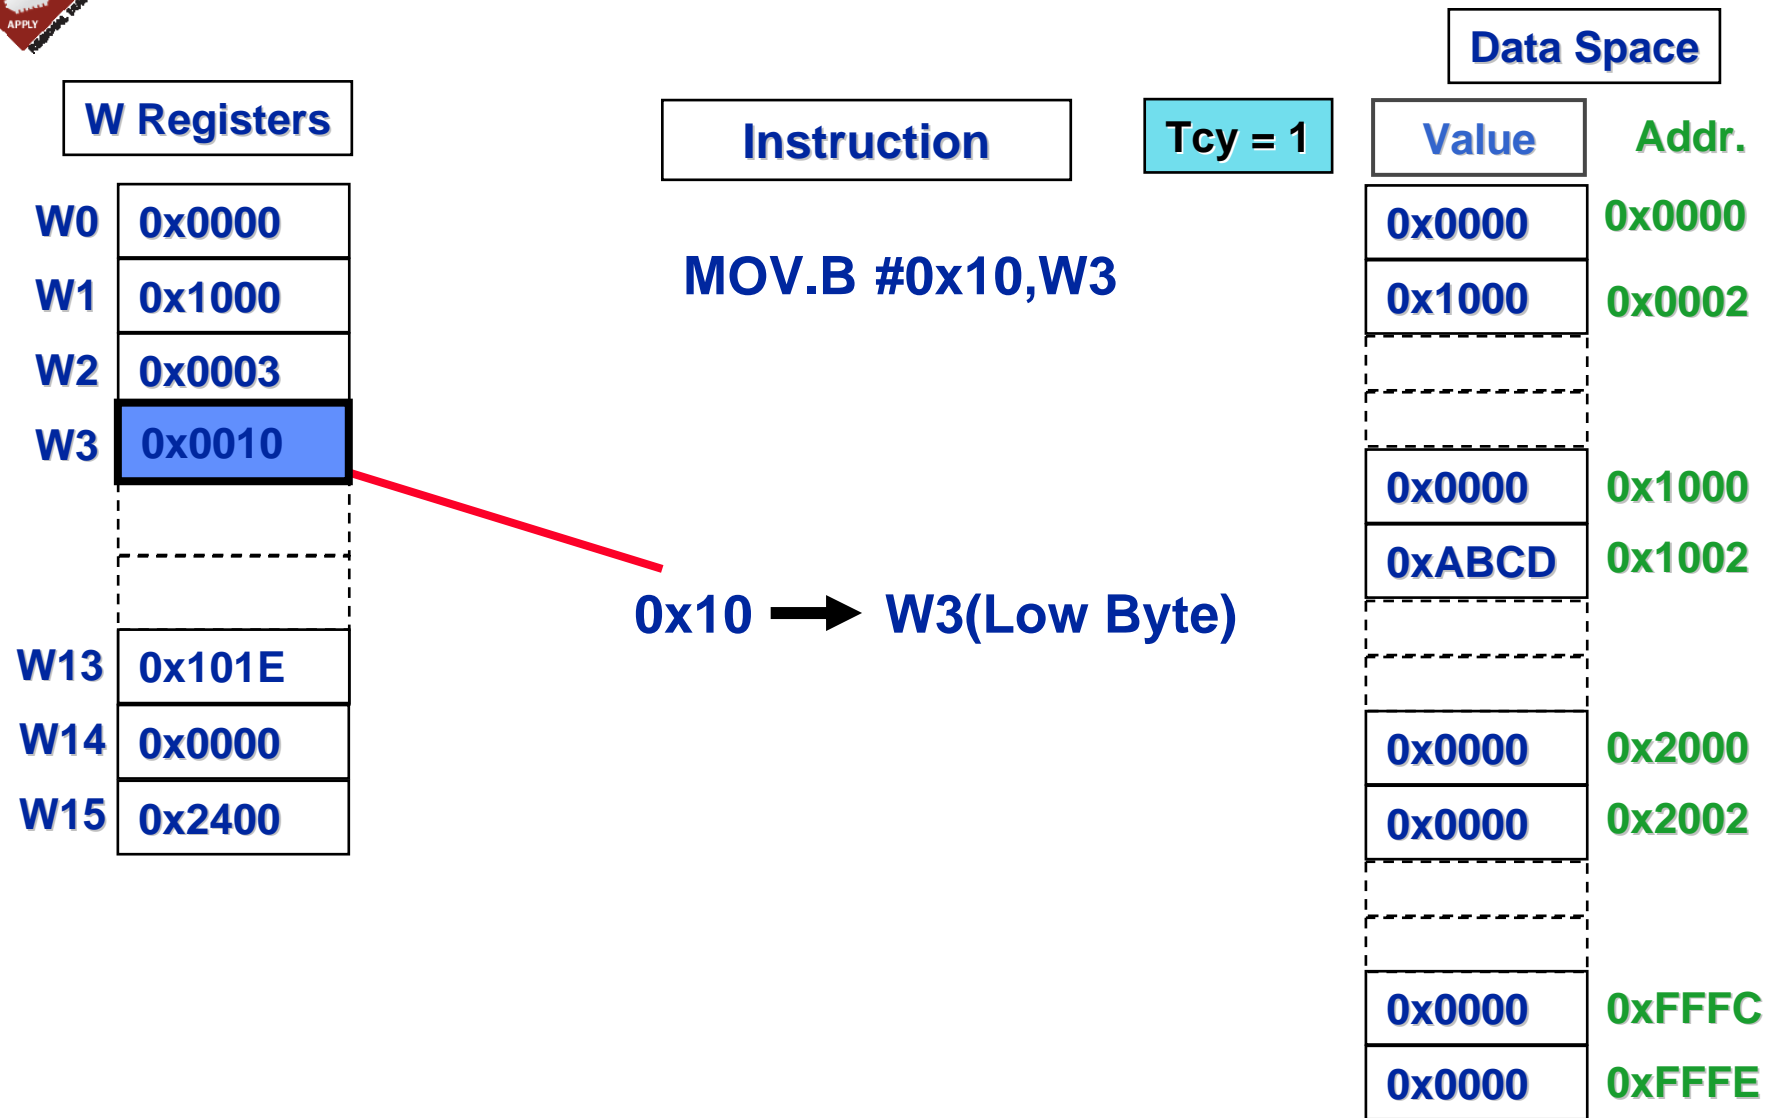 APPLY
Data Space
W Registers
Instruction
Tcy = 1
Value
Addr.
W0 0x0000
0x0000 0x0000
W1 0x1000
MOV.B #0x10,W3
0x1000 0x0002
W2 0x0003
W3 0x0010
0x0000 0x1000
0xABCD 0x1002
0x10 W3(Low Byte)
W13 0x101E
W14 0x0000
0x0000 0x2000
W15 0x2400
0x0000 0x2002
0x0000 0xFFFC
0x0000 0xFFFE